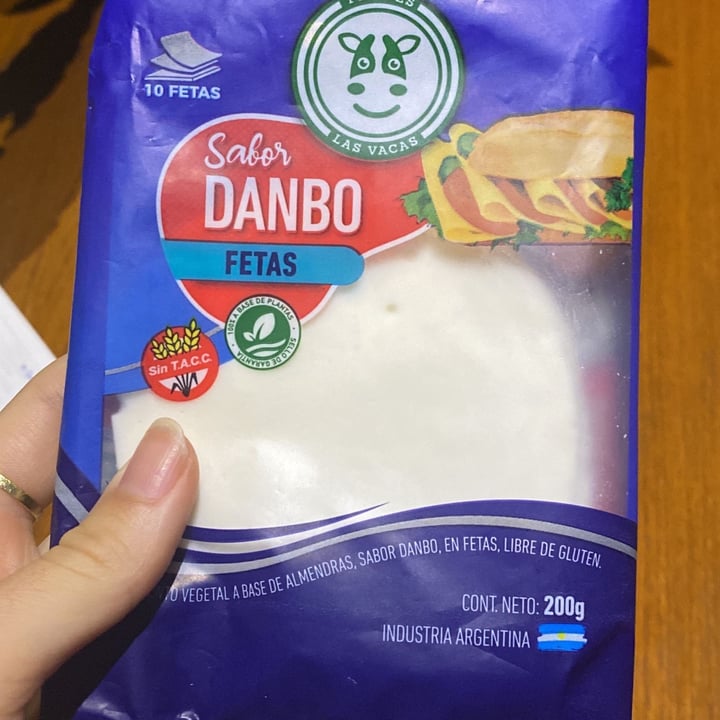 10 FETAS
LAS VACAS
Sabor
DANBO
FETAS
100% A BASE DE PLANTAS
SELLO DE GARANTÍA
Sin T.A.C.C.
VEGETAL A BASE DE ALMENDRAS, SABOR DANBO, EN FETAS, LIBRE DE GLUTEN.
CONT. NETO: 200g
INDUSTRIA ARGENTINA